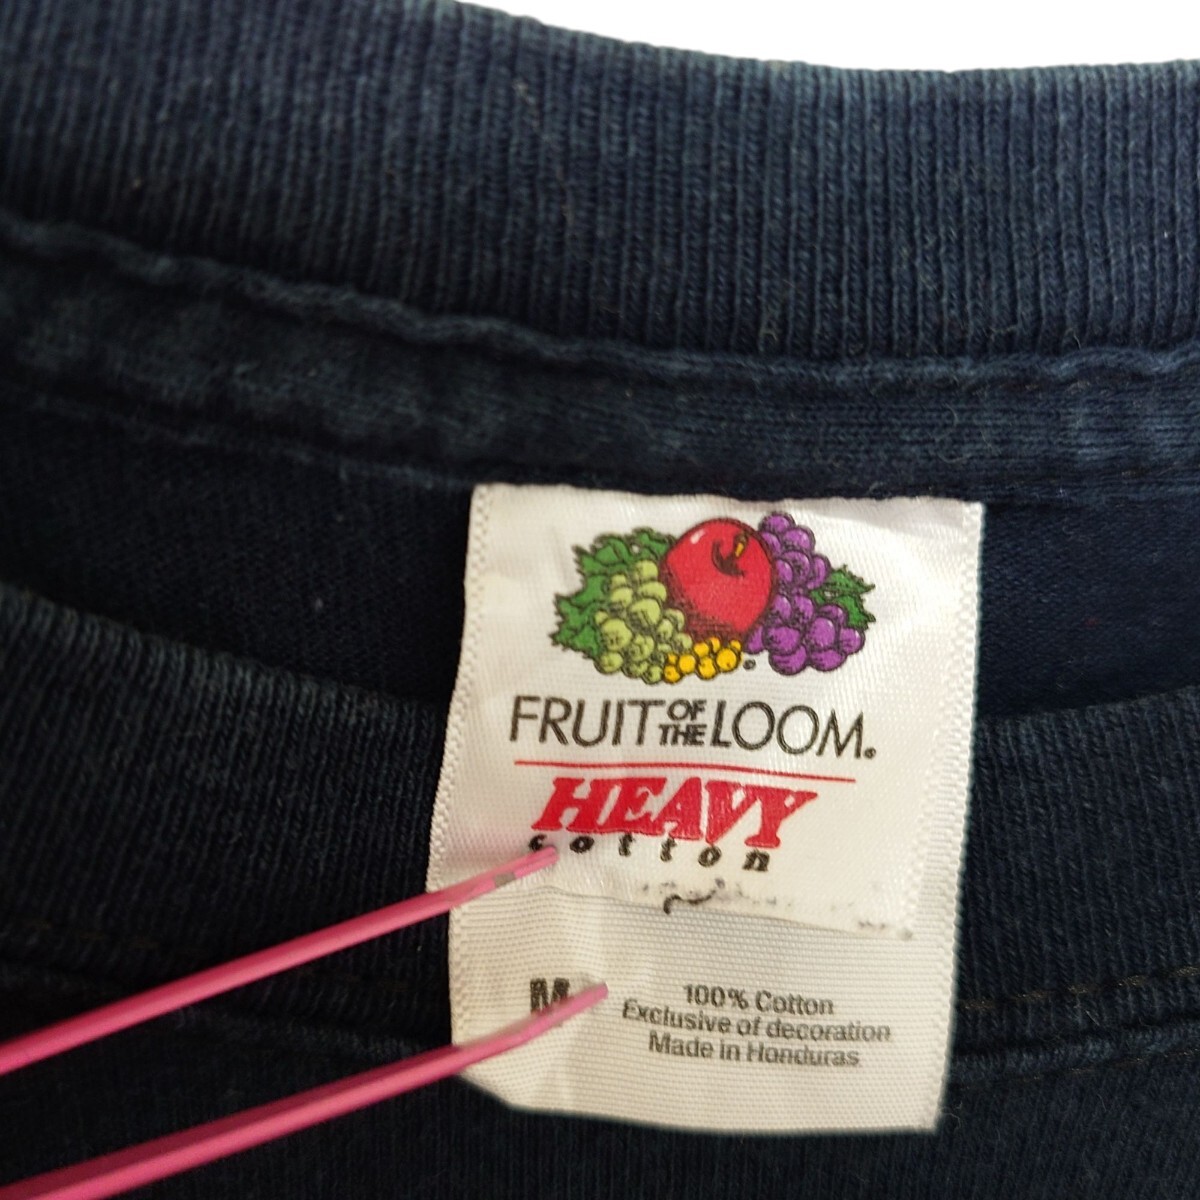 FRUIT OF THE LOOM®
HEAVY
cotton
M
100% Cotton
Exclusive of decoration
Made in Honduras